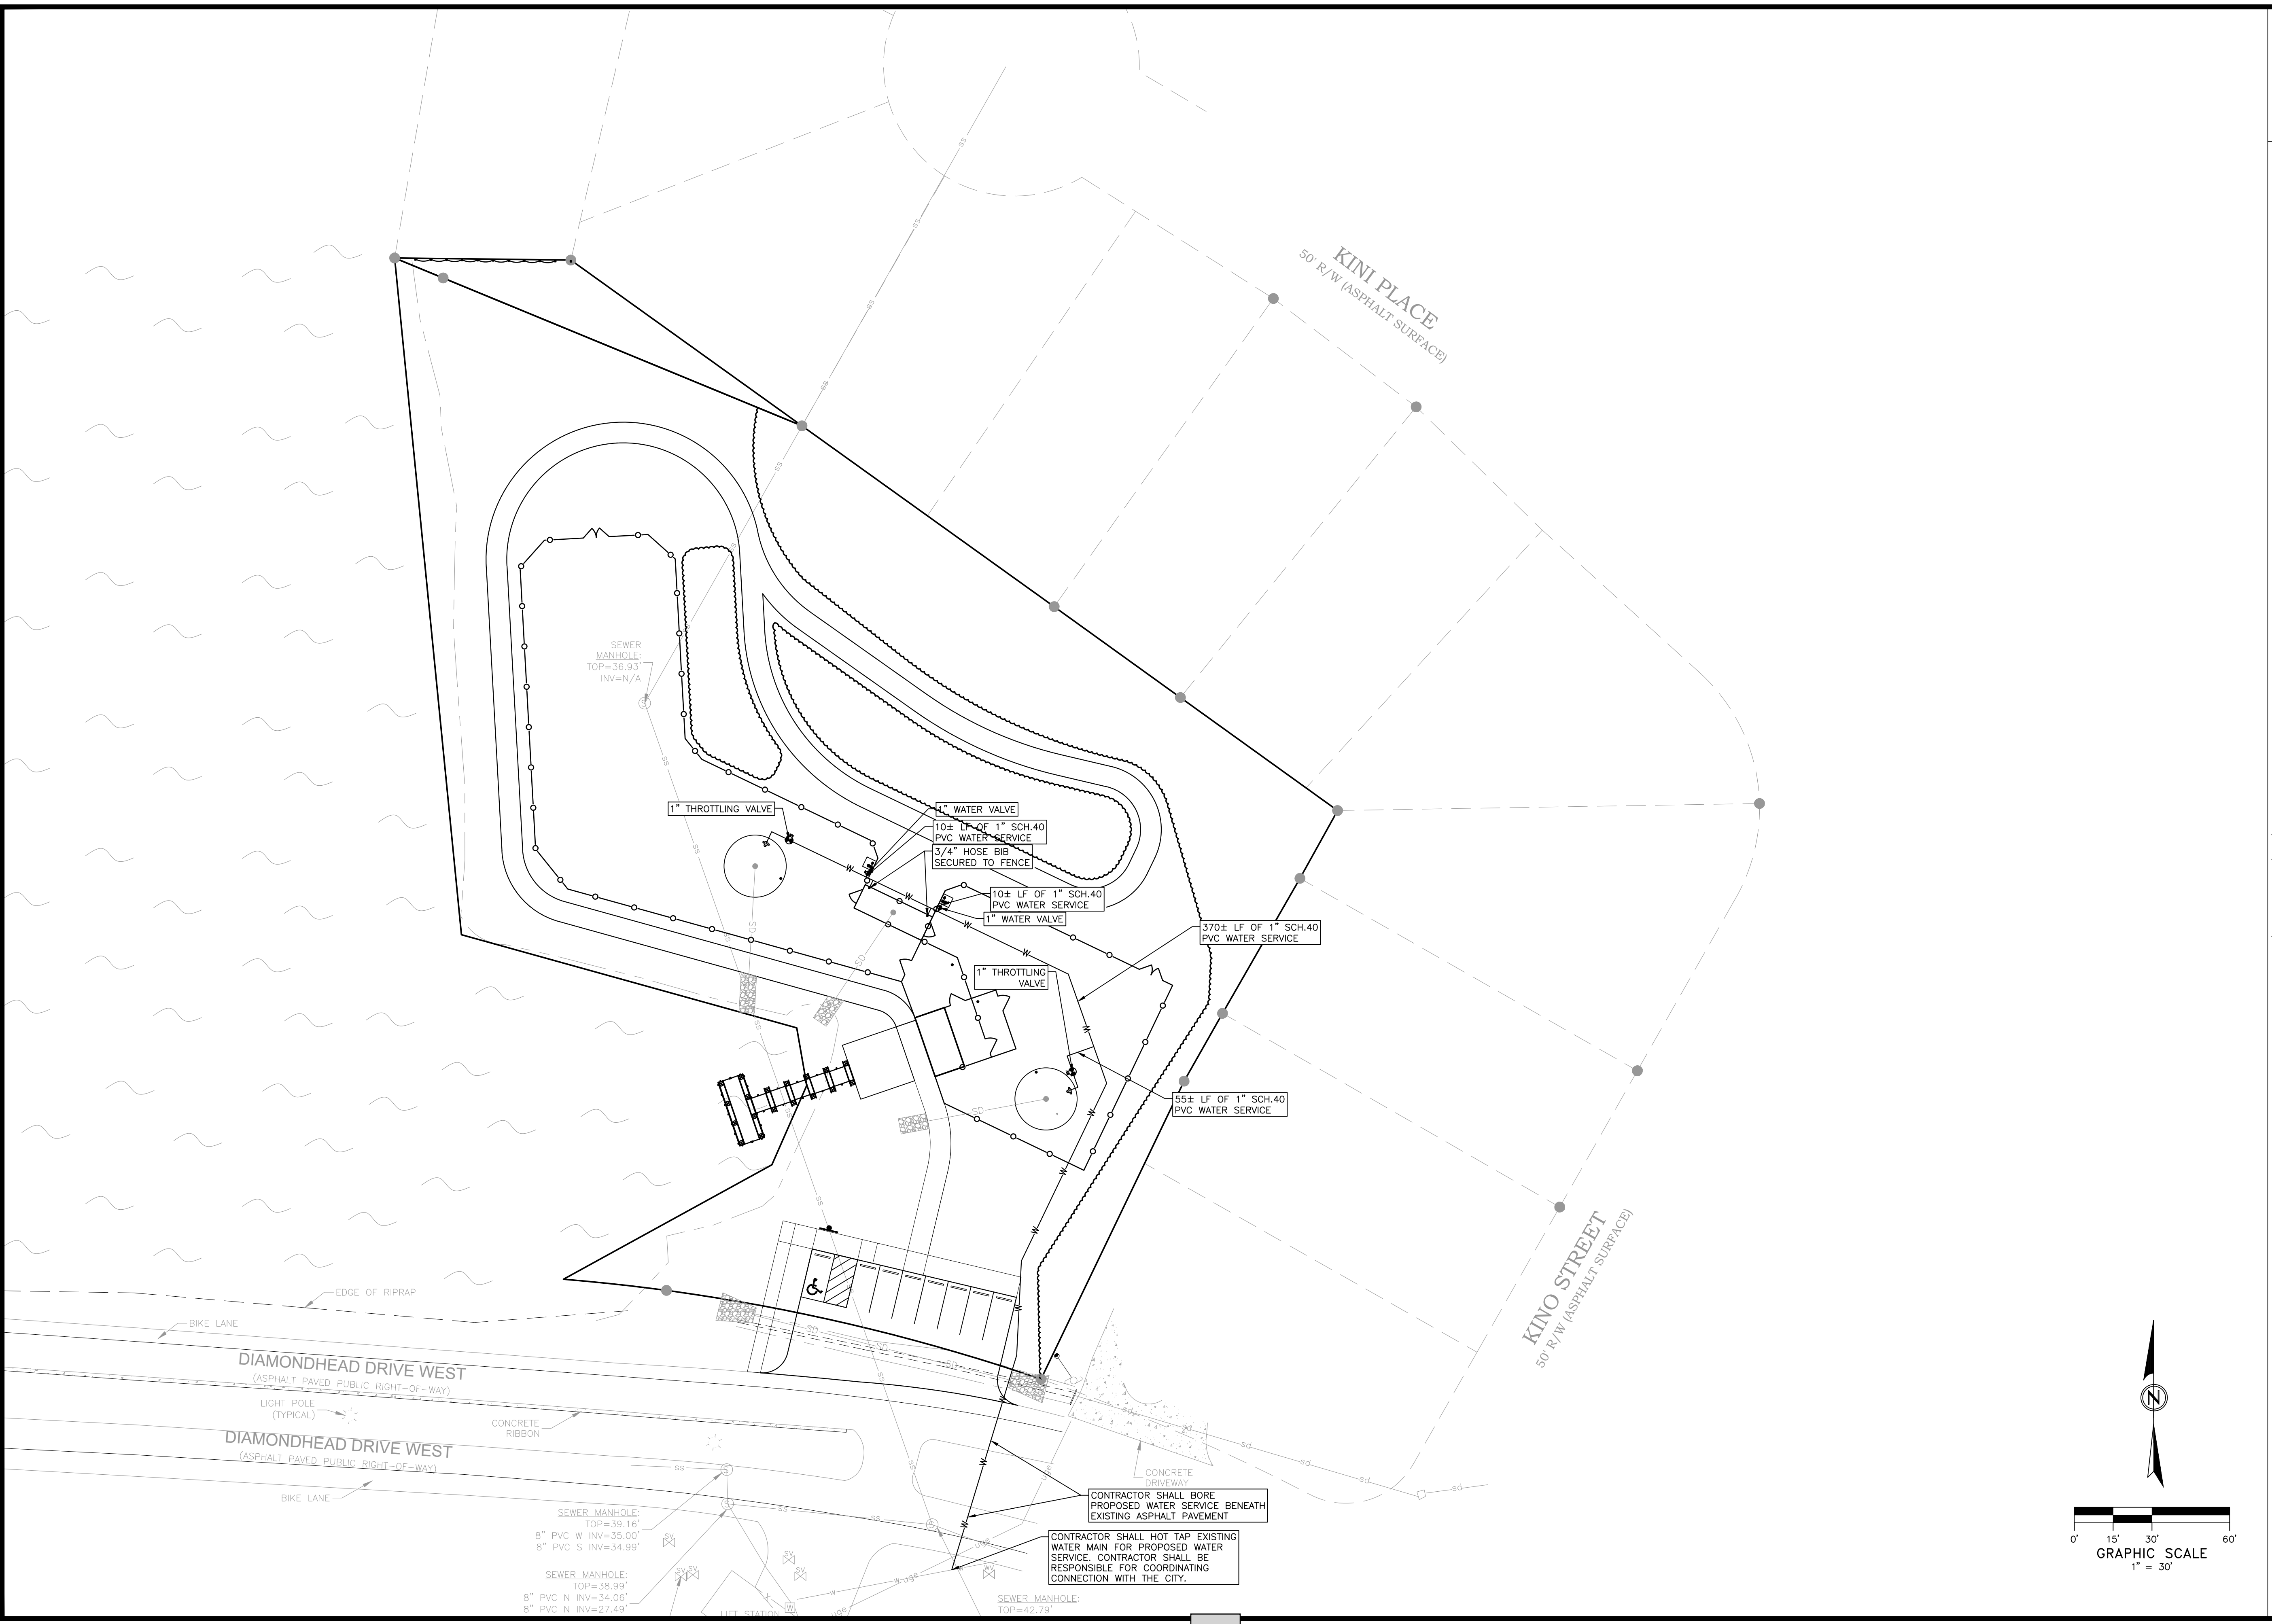 KINI PLACE
50' R/W (ASPHALT SURFACE)
SEWER
MANHOLE:
TOP=36.93'
INV=N/A
1" THROTTLING VALVE
1" WATER VALVE
10± LF OF 1" SCH.40
PVC WATER SERVICE
3/4" HOSE BIB
SECURED TO FENCE
10± LF OF 1" SCH.40
PVC WATER SERVICE
1" WATER VALVE
370± LF OF 1" SCH.40
PVC WATER SERVICE
1" THROTTLING
VALVE
55± LF OF 1" SCH.40
PVC WATER SERVICE
KINO STREET
50' R/W (ASPHALT SURFACE)
EDGE OF RIPRAP
BIKE LANE
DIAMONDHEAD DRIVE WEST
(ASPHALT PAVED PUBLIC RIGHT-OF-WAY)
LIGHT POLE
(TYPICAL)
CONCRETE
RIBBON
DIAMONDHEAD DRIVE WEST
(ASPHALT PAVED PUBLIC RIGHT-OF-WAY)
BIKE LANE
CONCRETE
DRIVEWAY
CONTRACTOR SHALL BORE
PROPOSED WATER SERVICE BENEATH
EXISTING ASPHALT PAVEMENT
CONTRACTOR SHALL HOT TAP EXISTING
WATER MAIN FOR PROPOSED WATER
SERVICE. CONTRACTOR SHALL BE
RESPONSIBLE FOR COORDINATING
CONNECTION WITH THE CITY.
SEWER MANHOLE:
TOP=39.16'
8" PVC W INV=35.00'
8" PVC S INV=34.99'
SEWER MANHOLE:
TOP=38.99'
8" PVC N INV=34.06'
8" PVC N INV=27.49'
LIFT STATION
SEWER MANHOLE:
TOP=42.79'
N
0' 15' 30' 60'
GRAPHIC SCALE
1" = 30'